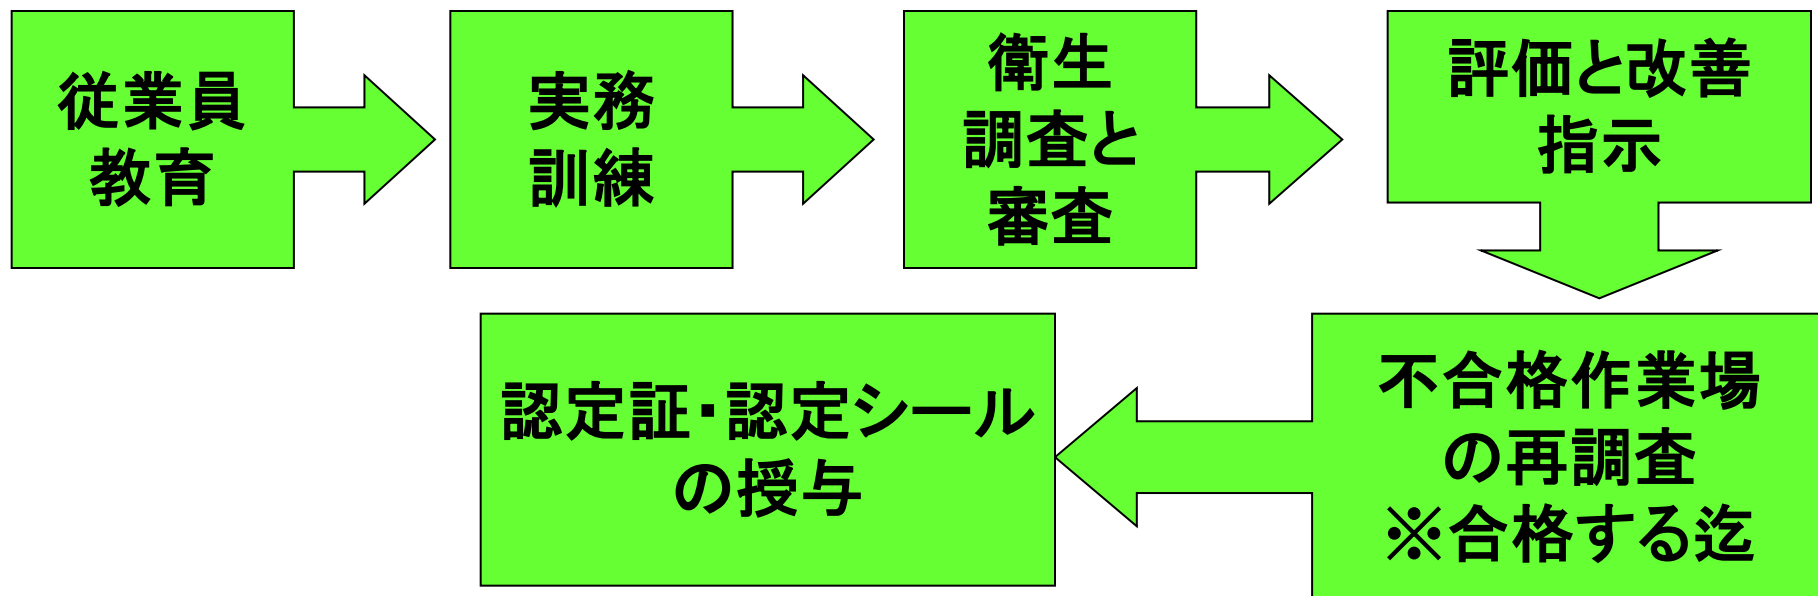 従業員
教育
実務
訓練
衛生
調査と
審査
評価と改善
指示
不合格作業場
の再調査
※合格する迄
認定証・認定シール
の授与